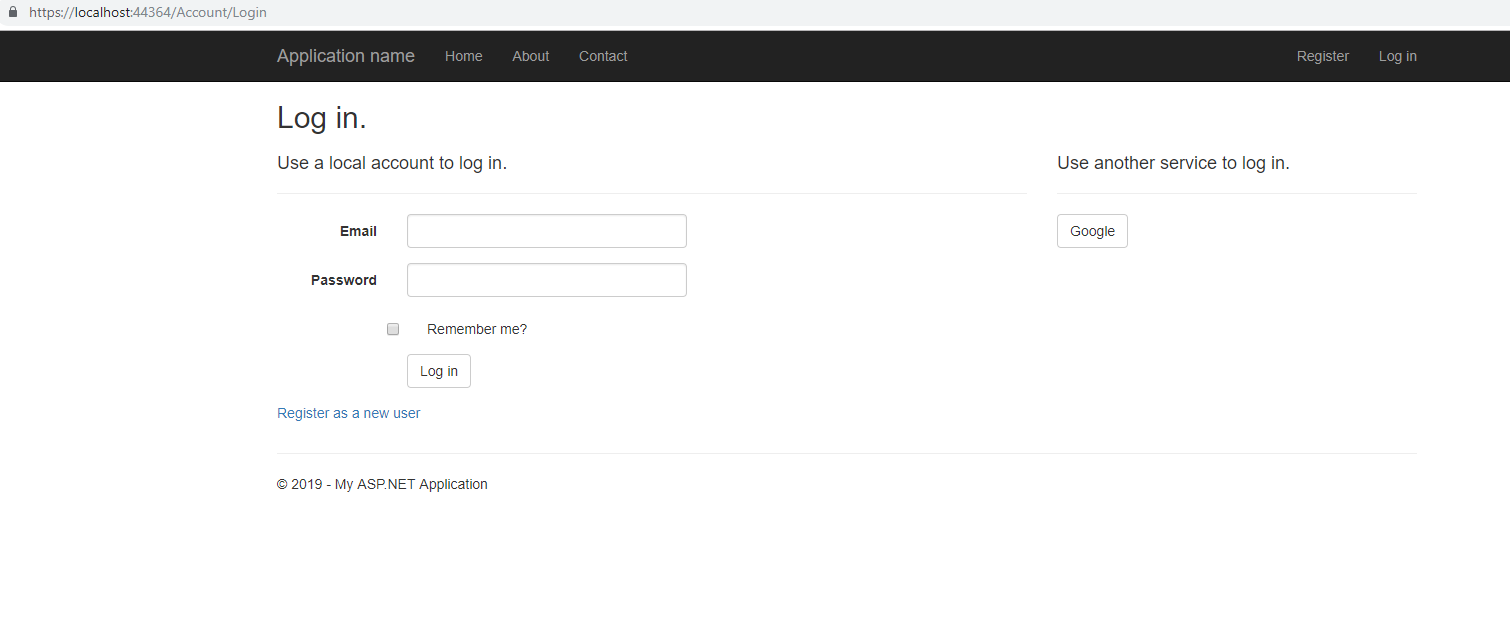 https://localhost:44364/Account/Login
Application name Home About Contact Register Log in
Log in.
Use a local account to log in.
Use another service to log in.
Email
Google
Password
Remember me?
Log in
Register as a new user
© 2019 - My ASP.NET Application